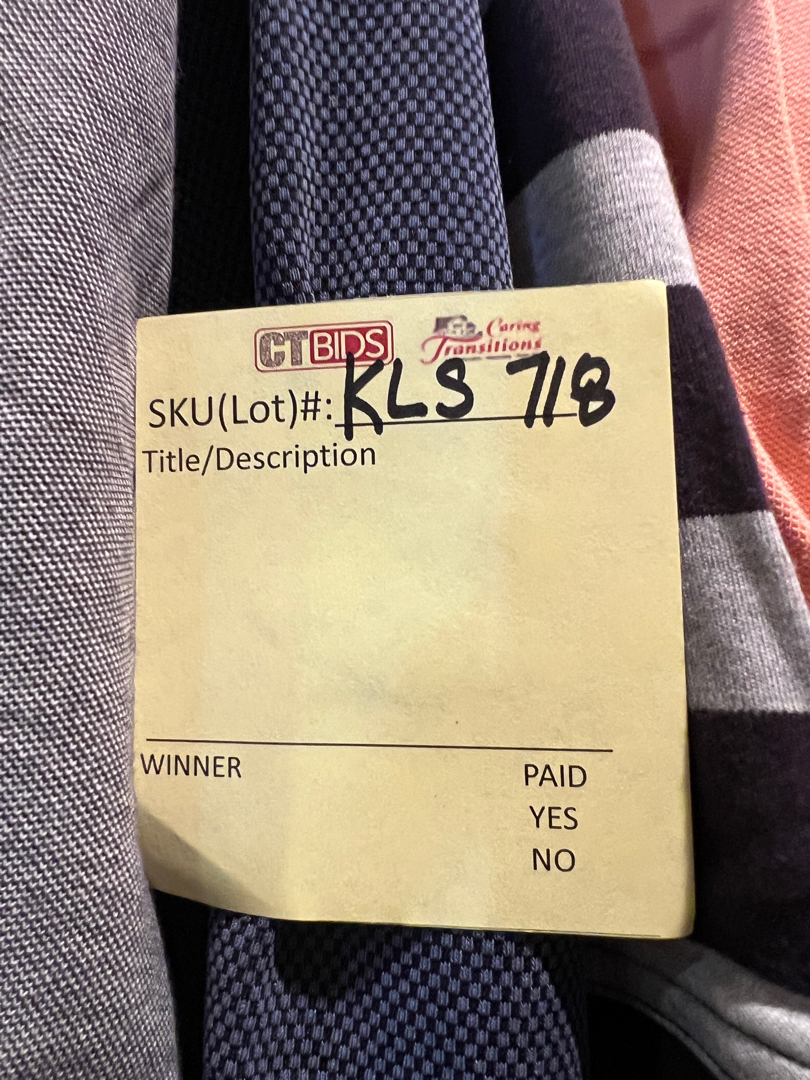 CTBIDS Caring Transitions
SKU(Lot)#: KLS 718
Title/Description
WINNER PAID
YES
NO